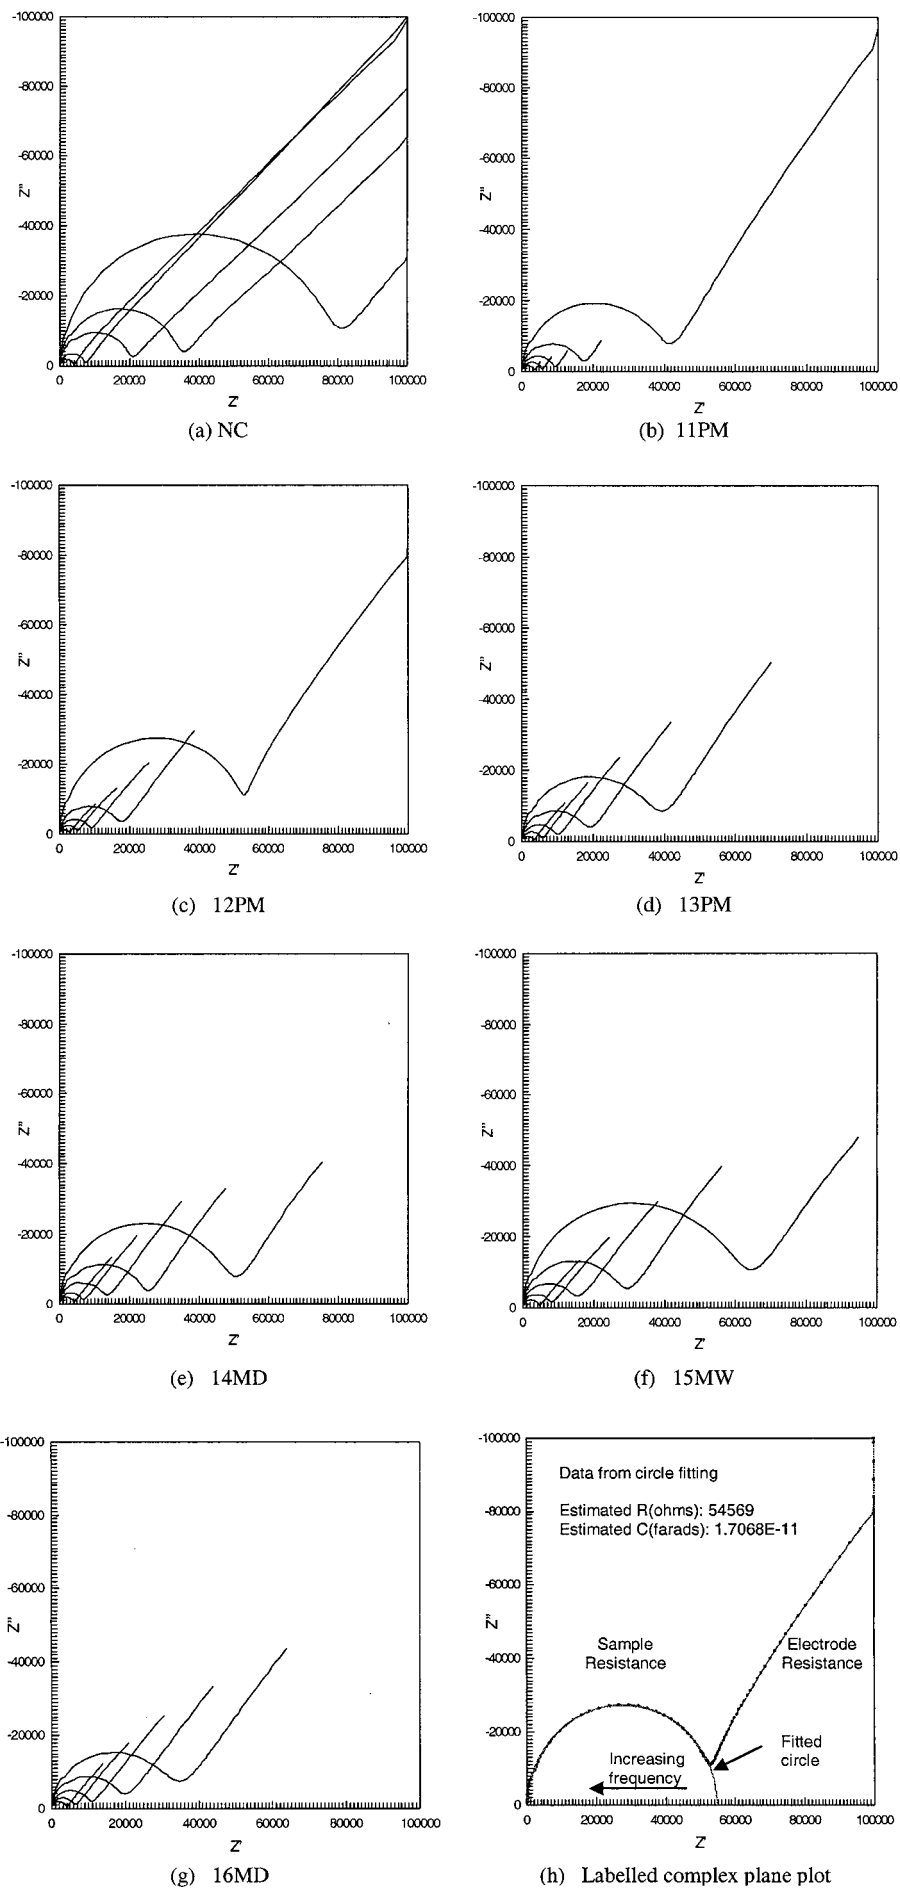 -100000
-80000
-60000
-40000
-20000
0
Z"
0 20000 40000 60000 80000 100000
Z'
(a) NC
-100000
-80000
-60000
-40000
-20000
0
Z"
0 20000 40000 60000 80000 100000
Z'
(b) 11PM
-100000
-80000
-60000
-40000
-20000
0
Z"
0 20000 40000 60000 80000 100000
Z'
(c) 12PM
-100000
-80000
-60000
-40000
-20000
0
Z"
0 20000 40000 60000 80000 100000
Z'
(d) 13PM
-100000
-80000
-60000
-40000
-20000
0
Z"
0 20000 40000 60000 80000 100000
Z'
(e) 14MD
-100000
-80000
-60000
-40000
-20000
0
Z"
0 20000 40000 60000 80000 100000
Z'
(f) 15MW
-100000
-80000
-60000
-40000
-20000
0
Z"
0 20000 40000 60000 80000 100000
Z'
(g) 16MD
-100000
-80000
-60000
-40000
-20000
0
Z"
Data from circle fitting
Estimated R(ohms): 54569
Estimated C(farads): 1.7068E-11
Sample
Resistance
Electrode
Resistance
Increasing
frequency
Fitted
circle
0 20000 40000 60000 80000 100000
Z'
(h) Labelled complex plane plot